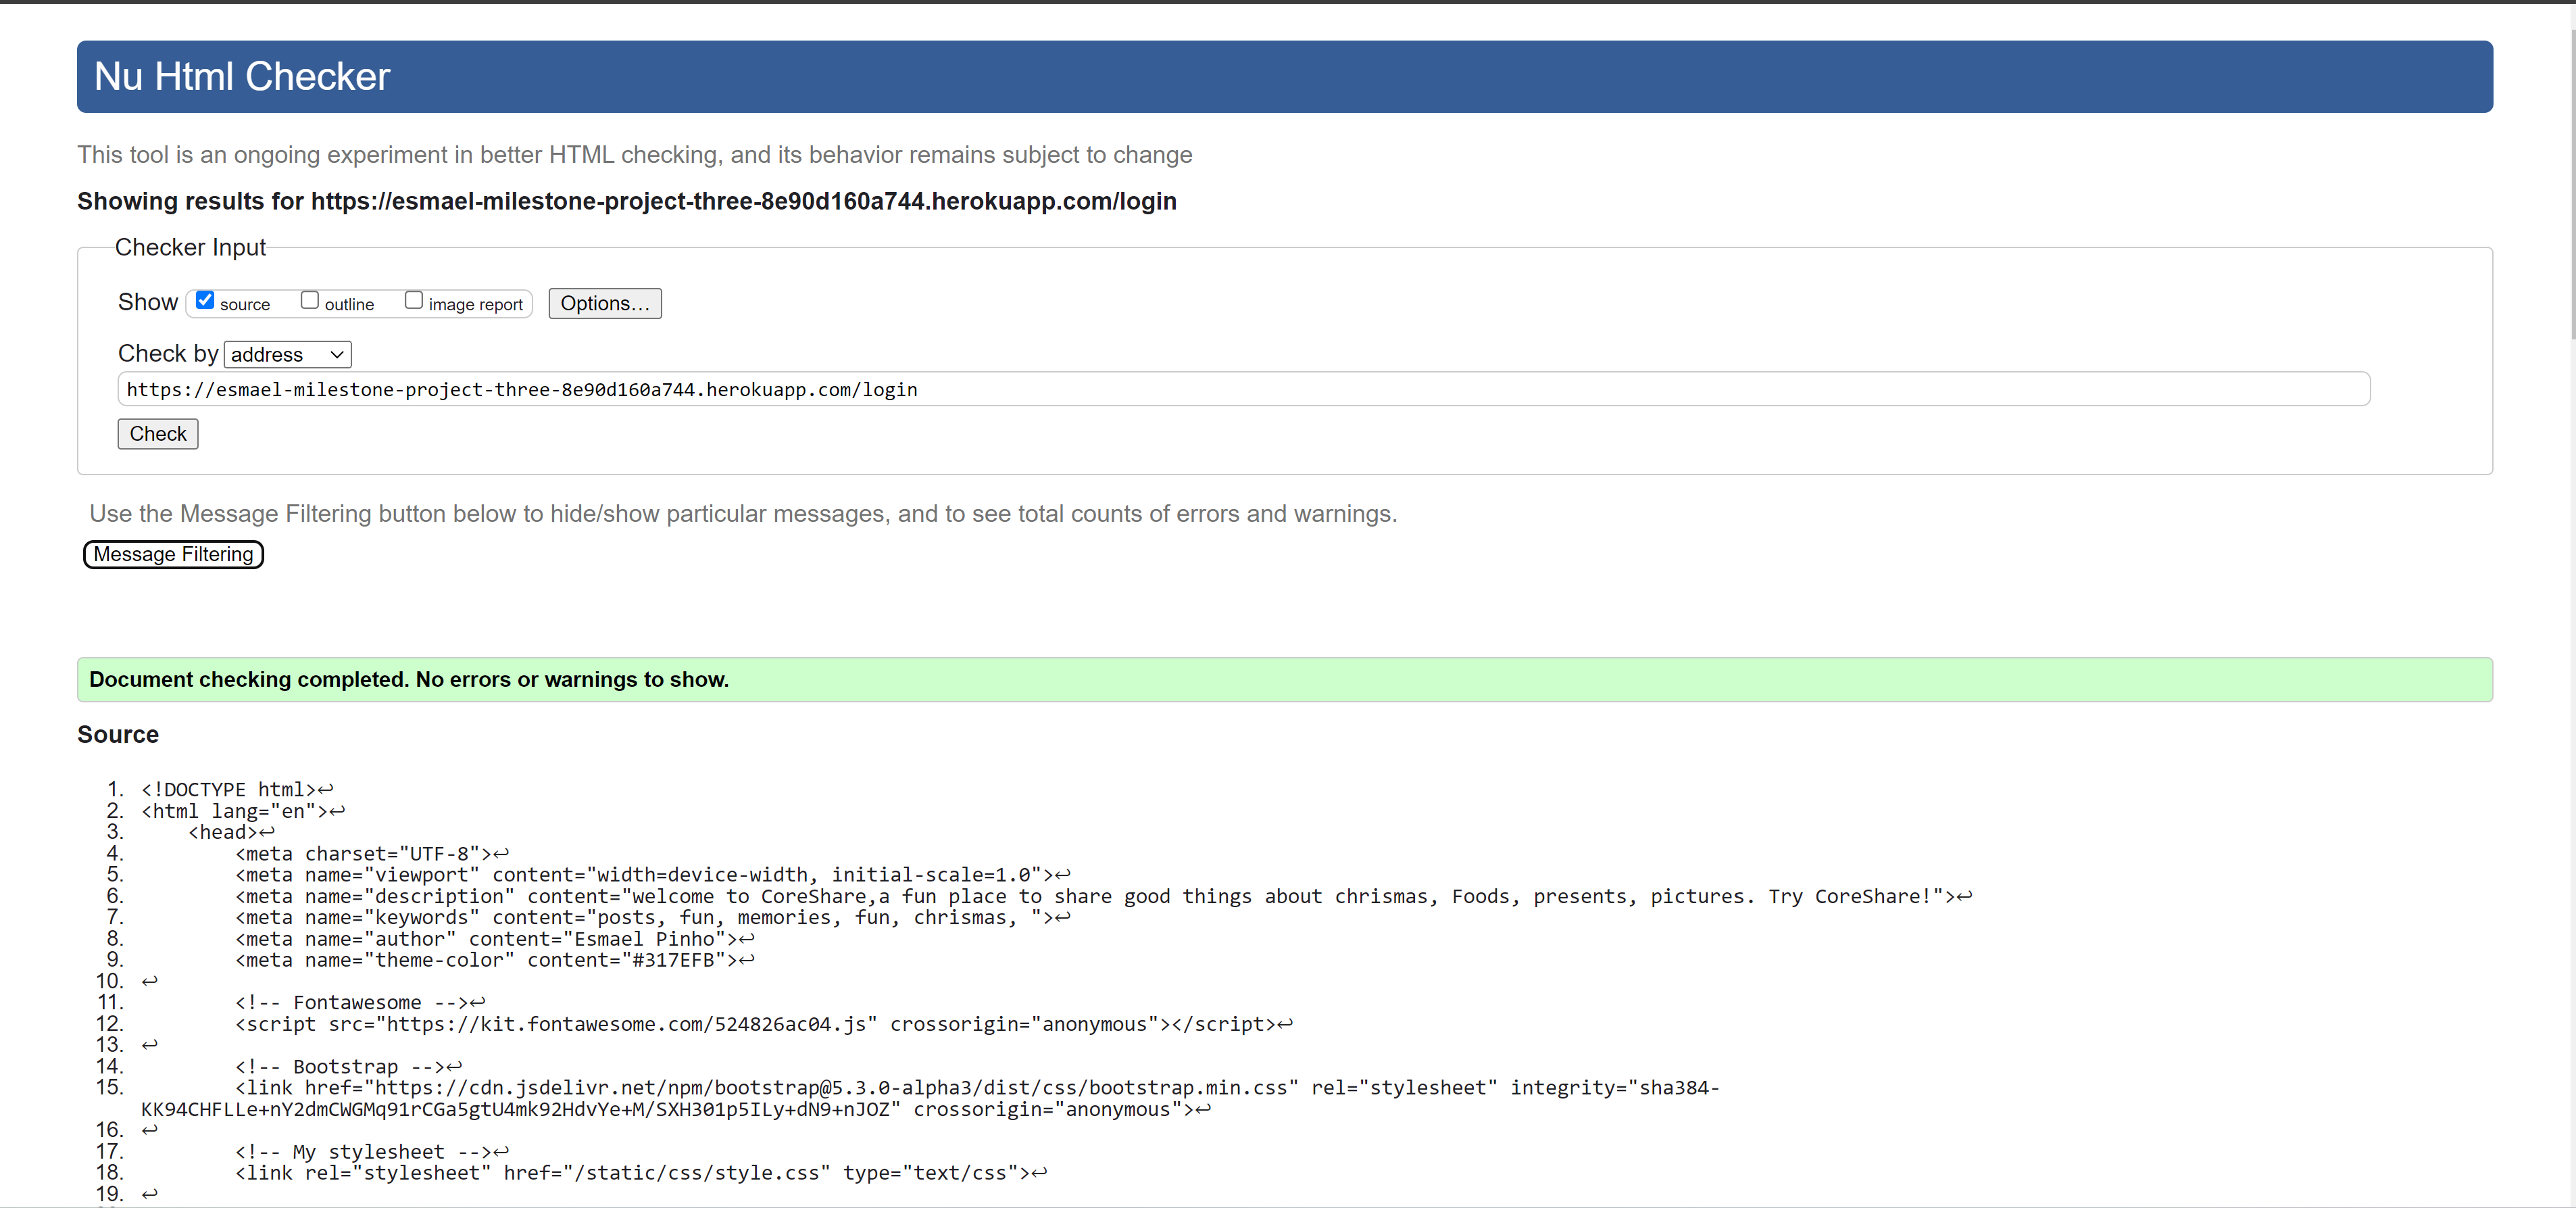 Nu Html Checker
This tool is an ongoing experiment in better HTML checking, and its behavior remains subject to change
Showing results for https://esmael-milestone-project-three-8e90d160a744.herokuapp.com/login
Checker Input
Show source outline image report Options...
Check by address
https://esmael-milestone-project-three-8e90d160a744.herokuapp.com/login
Check
Use the Message Filtering button below to hide/show particular messages, and to see total counts of errors and warnings.
Message Filtering
Document checking completed. No errors or warnings to show.
Source
1. <!DOCTYPE html>↩
2. <html lang="en">↩
3. <head>↩
4. <meta charset="UTF-8">↩
5. <meta name="viewport" content="width=device-width, initial-scale=1.0">↩
6. <meta name="description" content="welcome to CoreShare,a fun place to share good things about chrismas, Foods, presents, pictures. Try CoreShare!">↩
7. <meta name="keywords" content="posts, fun, memories, fun, chrismas, ">↩
8. <meta name="author" content="Esmael Pinho">↩
9. <meta name="theme-color" content="#317EFB">↩
10. ↩
11. <!-- Fontawesome -->↩
12. <script src="https://kit.fontawesome.com/524826ac04.js" crossorigin="anonymous"></script>↩
13. ↩
14. <!-- Bootstrap -->↩
15. <link href="https://cdn.jsdelivr.net/npm/bootstrap@5.3.0-alpha3/dist/css/bootstrap.min.css" rel="stylesheet" integrity="sha384-
KK94CHFLLe+nY2dmCWGMq91rCGa5gtU4mk92HdvYe+M/SXH301p5ILy+dN9+nJOZ" crossorigin="anonymous">↩
16. ↩
17. <!-- My stylesheet -->↩
18. <link rel="stylesheet" href="/static/css/style.css" type="text/css">↩
19. ↩